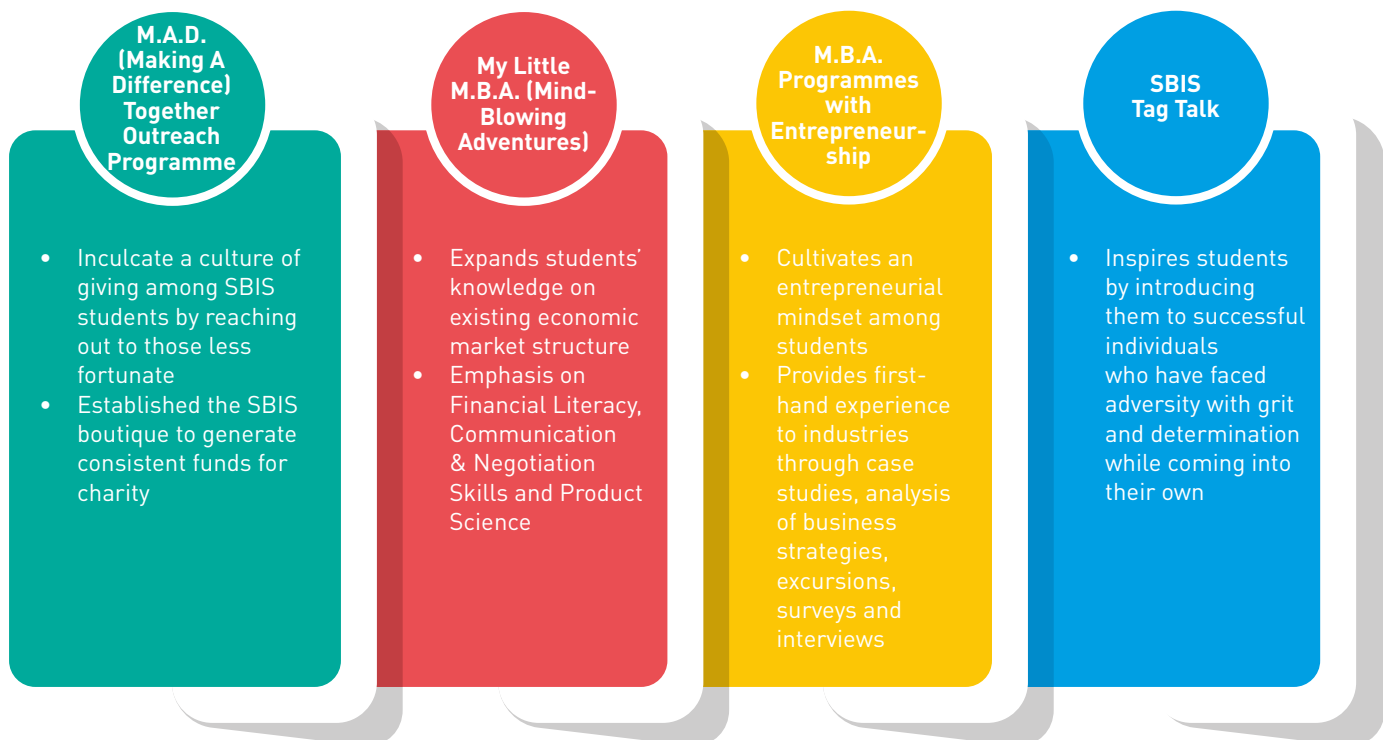 M.A.D.
(Making A
Difference)
Together
Outreach
Programme
• Inculcate a culture of
giving among SBIS
students by reaching
out to those less
fortunate
• Established the SBIS
boutique to generate
consistent funds for
charity
My Little
M.B.A. (Mind-
Blowing
Adventures)
• Expands students’
knowledge on
existing economic
market structure
• Emphasis on
Financial Literacy,
Communication
& Negotiation
Skills and Product
Science
M.B.A.
Programmes
with
Entrepreneur-
ship
• Cultivates an
entrepreneurial
mindset among
students
• Provides first-
hand experience
to industries
through case
studies, analysis
of business
strategies,
excursions,
surveys and
interviews
SBIS
Tag Talk
• Inspires students
by introducing
them to successful
individuals
who have faced
adversity with grit
and determination
while coming into
their own